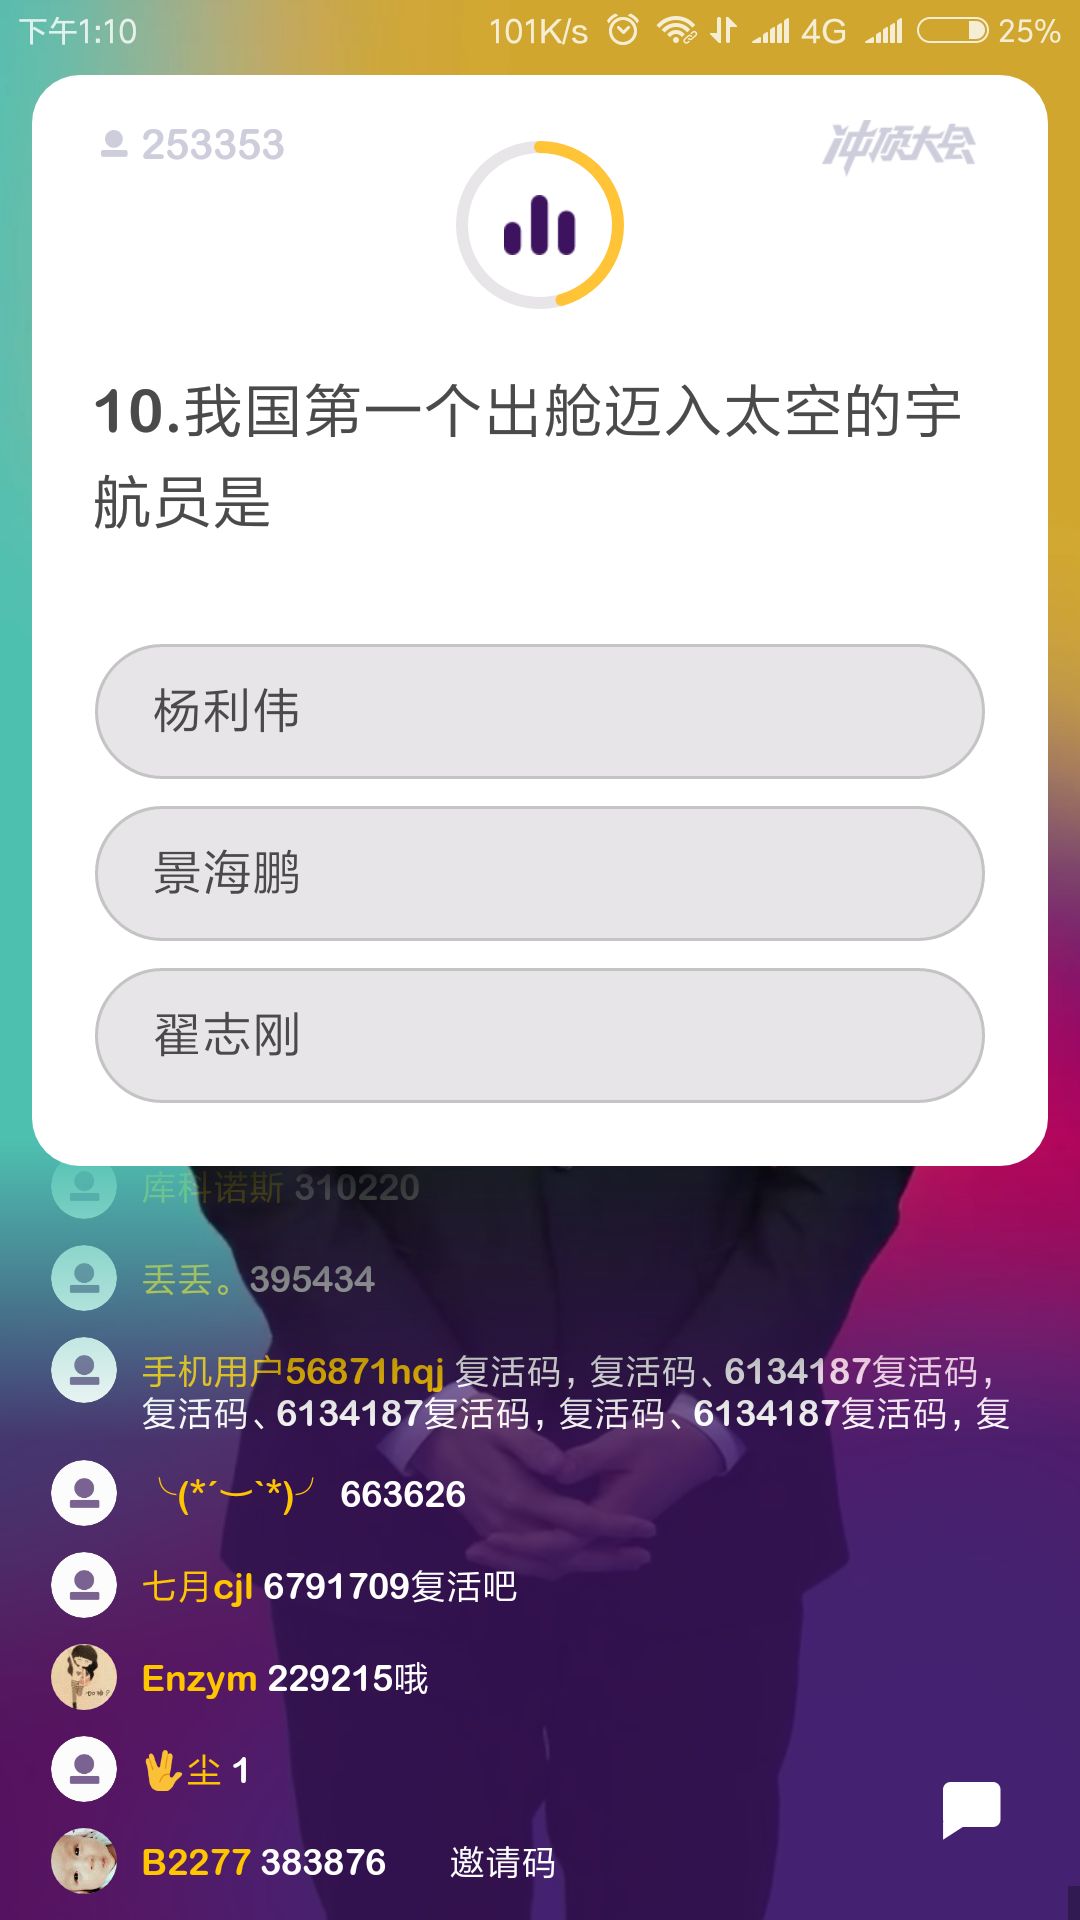 下午1:10 101K/s 4G 25%
253353 冲顶大会
10.我国第一个出舱迈入太空的宇
航员是
杨利伟
景海鹏
翟志刚
库科诺斯 310220
丢丢。395434
手机用户56871hqj 复活码, 复活码、6134187复活码,
复活码、6134187复活码, 复活码、6134187复活码, 复
╰(*´︶`*)╯ 663626
七月cjl 6791709复活吧
Enzym 229215哦
🖖尘 1
B2277 383876 邀请码